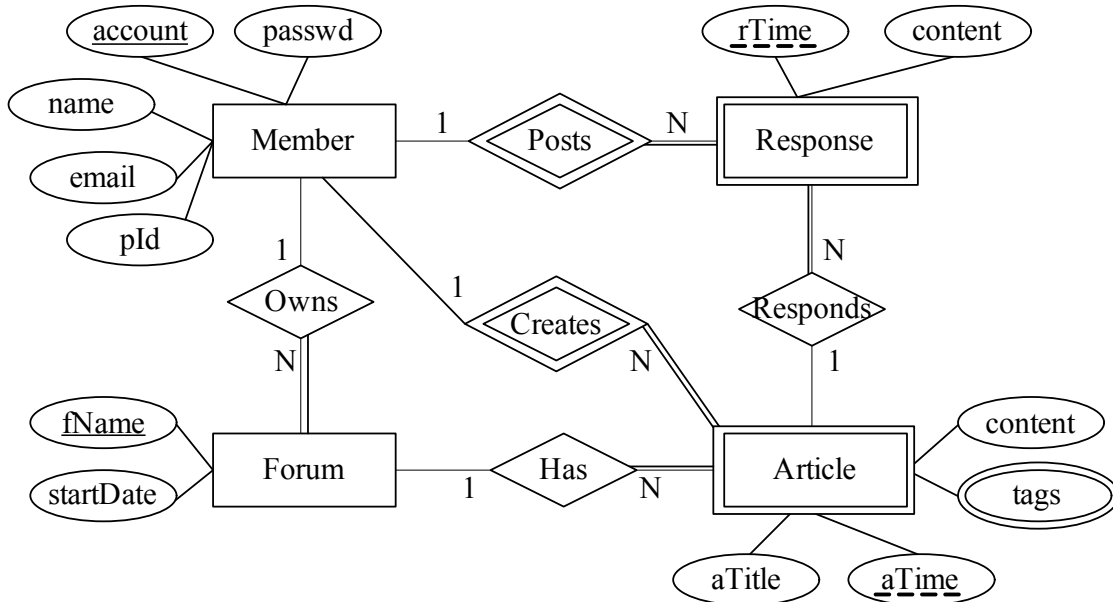 account
passwd
rTime
content
name
Member
1
Posts
N
Response
email
pId
1
N
Owns
1
Creates
Responds
N
N
1
fName
content
Forum
1
Has
N
Article
startDate
tags
aTitle
aTime